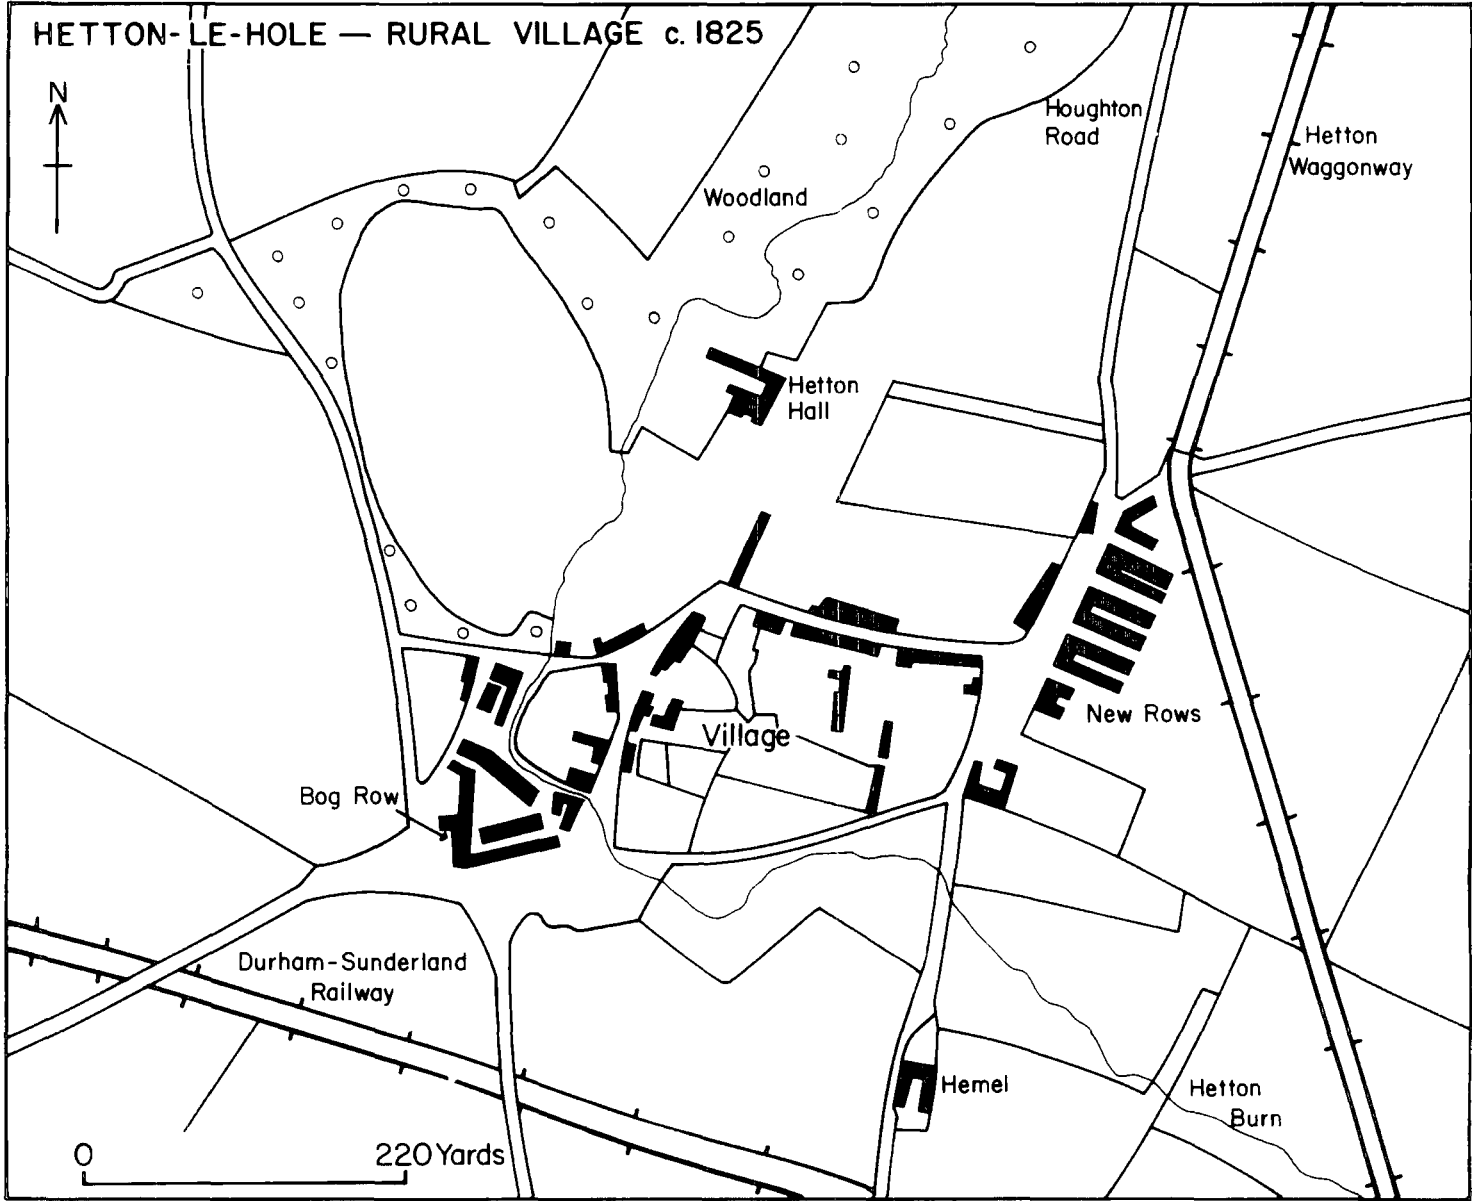 HETTON-LE-HOLE — RURAL VILLAGE c. 1825
N
Houghton
Road
Hetton
Waggonway
Woodland
Hetton
Hall
New Rows
Village
Bog Row
Durham-Sunderland
Railway
Hemel
Hetton
Burn
0 220 Yards